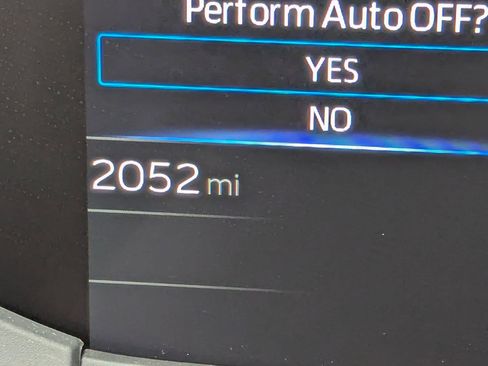 Perform Auto OFF?
YES
NO
2052 mi